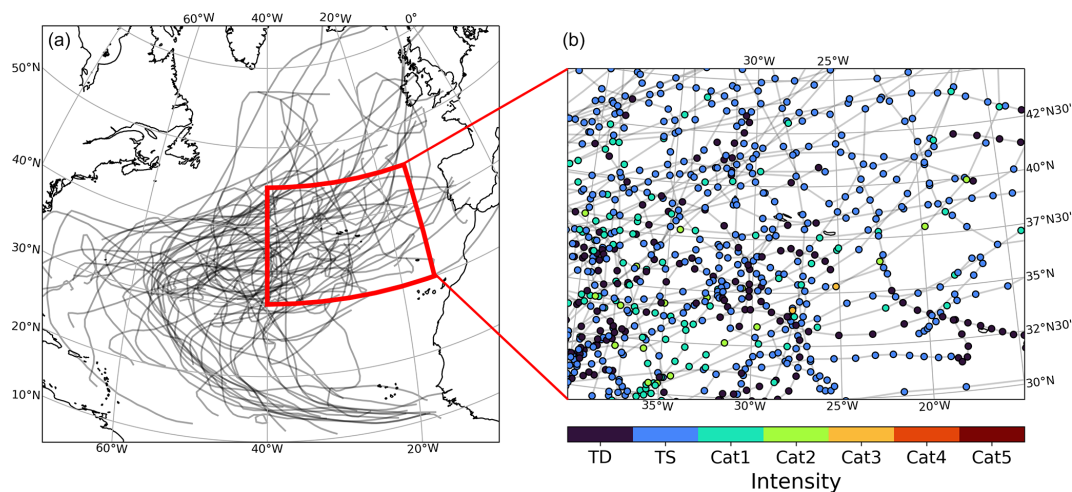 (a)
60°W 40°W 20°W 0°
50°N
40°N
30°N
20°N
10°N
60°W 40°W 20°W
(b)
30°W 25°W
42°N30'
40°N
37°N30'
35°N
32°N30'
30°N
35°W 30°W 25°W 20°W
TD TS Cat1 Cat2 Cat3 Cat4 Cat5
Intensity